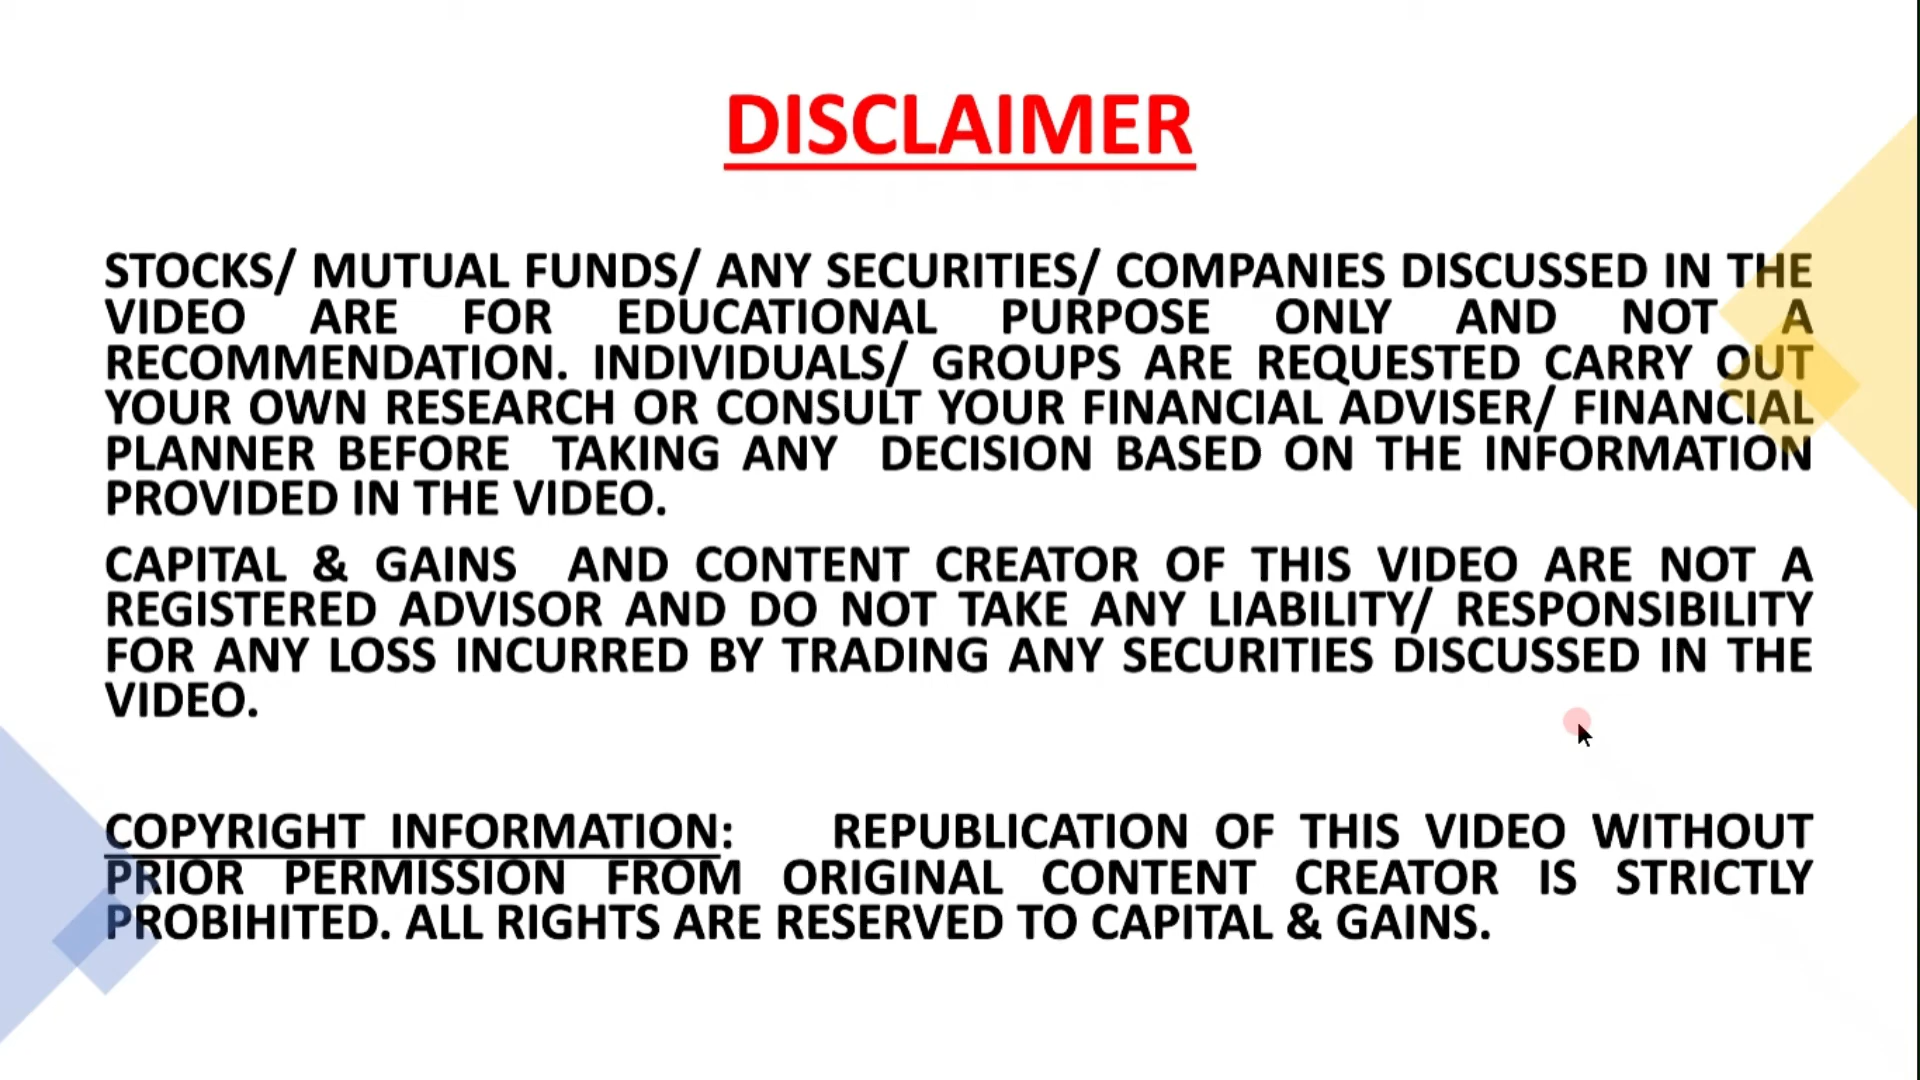 DISCLAIMER
STOCKS/ MUTUAL FUNDS/ ANY SECURITIES/ COMPANIES DISCUSSED IN THE
VIDEO ARE FOR EDUCATIONAL PURPOSE ONLY AND NOT A
RECOMMENDATION. INDIVIDUALS/ GROUPS ARE REQUESTED CARRY OUT
YOUR OWN RESEARCH OR CONSULT YOUR FINANCIAL ADVISER/ FINANCIAL
PLANNER BEFORE TAKING ANY DECISION BASED ON THE INFORMATION
PROVIDED IN THE VIDEO.
CAPITAL & GAINS AND CONTENT CREATOR OF THIS VIDEO ARE NOT A
REGISTERED ADVISOR AND DO NOT TAKE ANY LIABILITY/ RESPONSIBILITY
FOR ANY LOSS INCURRED BY TRADING ANY SECURITIES DISCUSSED IN THE
VIDEO.
COPYRIGHT INFORMATION: REPUBLICATION OF THIS VIDEO WITHOUT
PRIOR PERMISSION FROM ORIGINAL CONTENT CREATOR IS STRICTLY
PROBIHITED. ALL RIGHTS ARE RESERVED TO CAPITAL & GAINS.